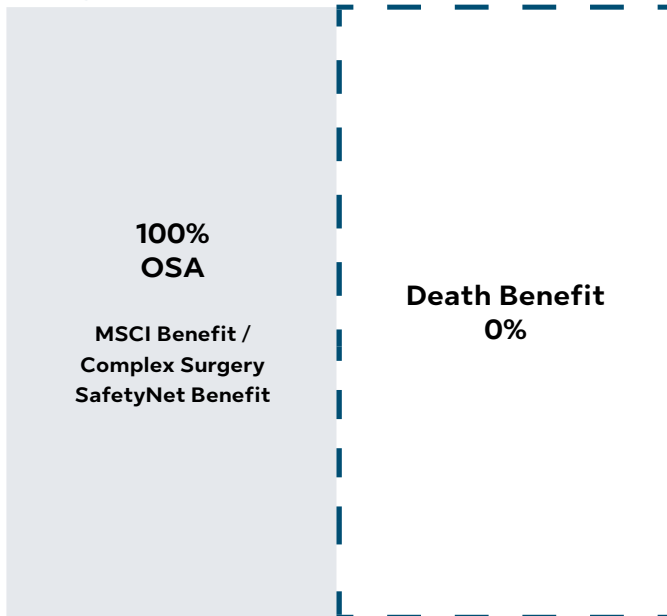 100%
OSA
MSCI Benefit /
Complex Surgery
SafetyNet Benefit
Death Benefit
0%